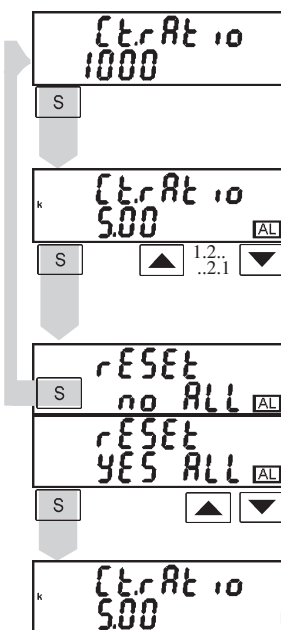 Ct.rAt io
1000
S
Ct.rAt io
k 5.00 AL
S ▲ 1.2.. ..2.1 ▼
rESEt
S no ALL AL
rESEt
YES ALL AL
S ▲ ▼
Ct.rAt io
k 5.00